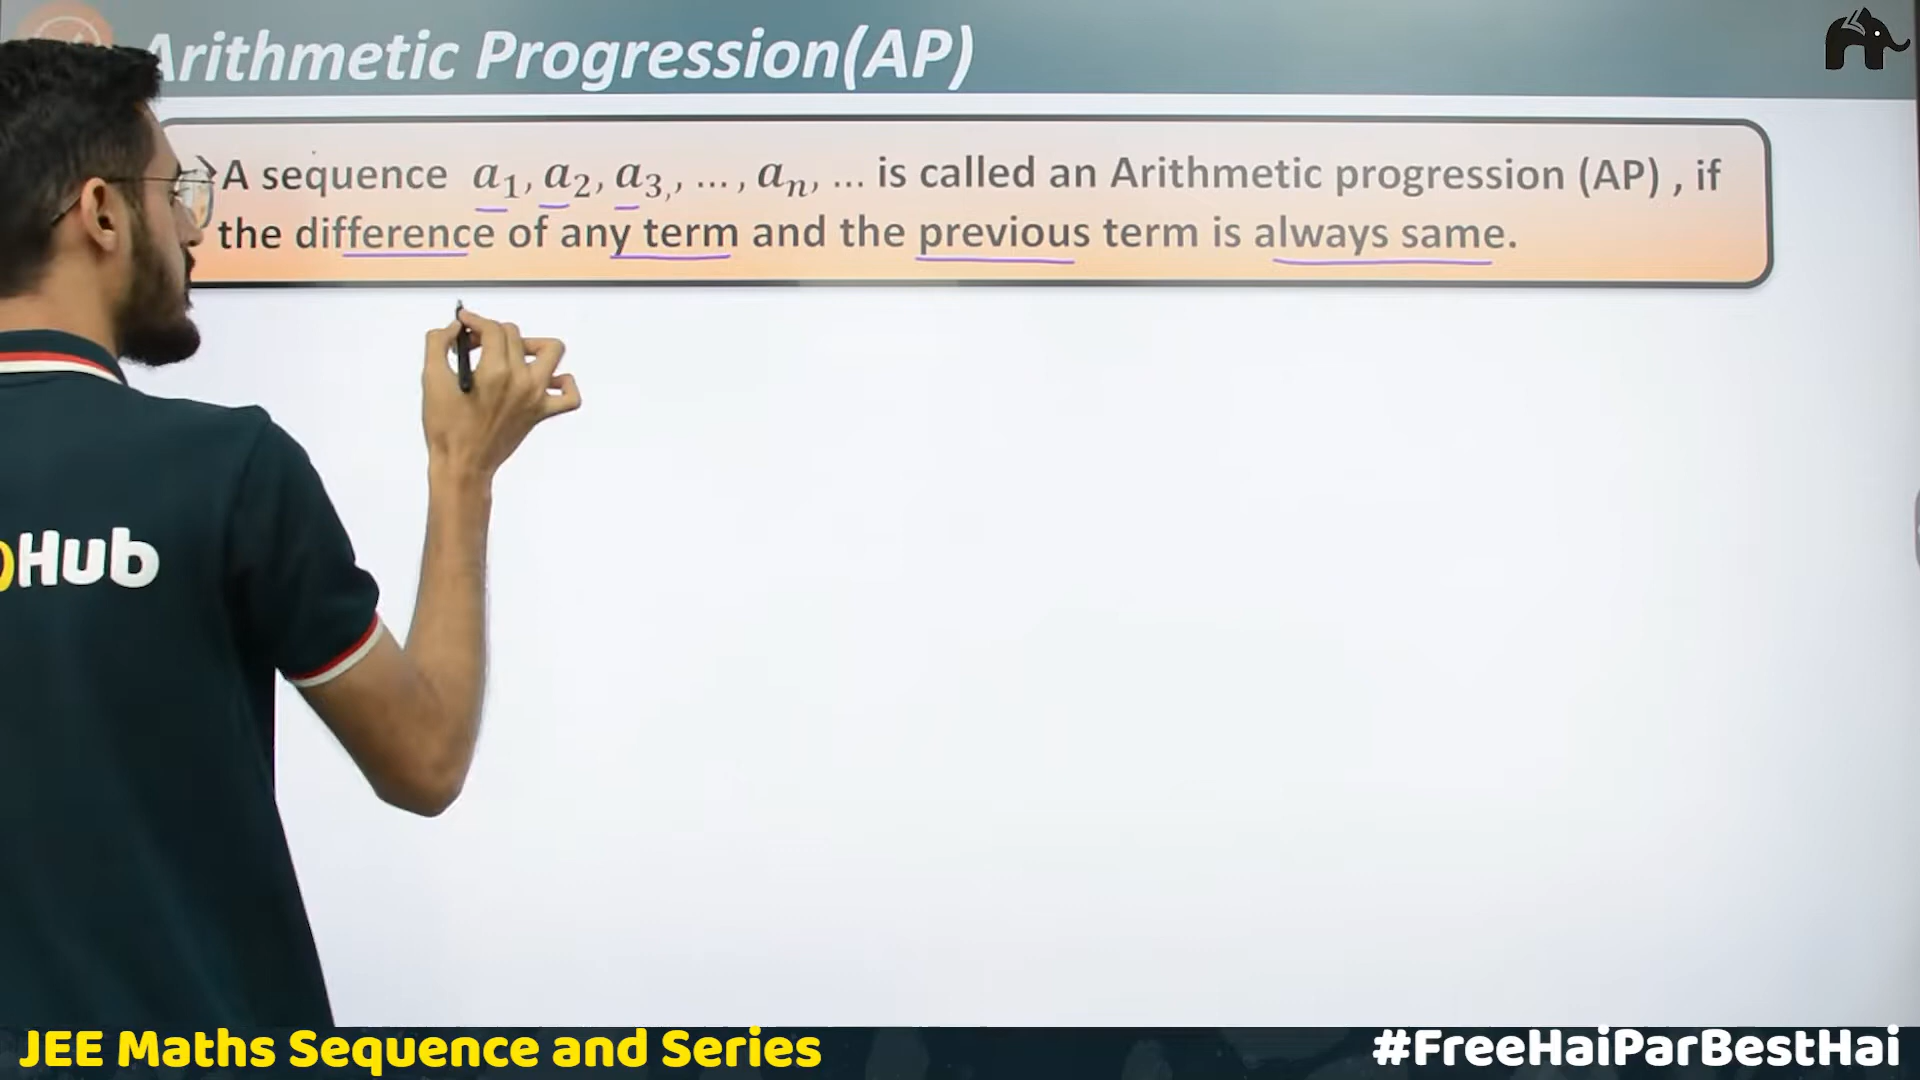 Arithmetic Progression(AP)
A sequence a₁, a₂, a₃,, ... , aₙ, ... is called an Arithmetic progression (AP) , if
the difference of any term and the previous term is always same.
Hub
JEE Maths Sequence and Series
#FreeHaiParBestHai